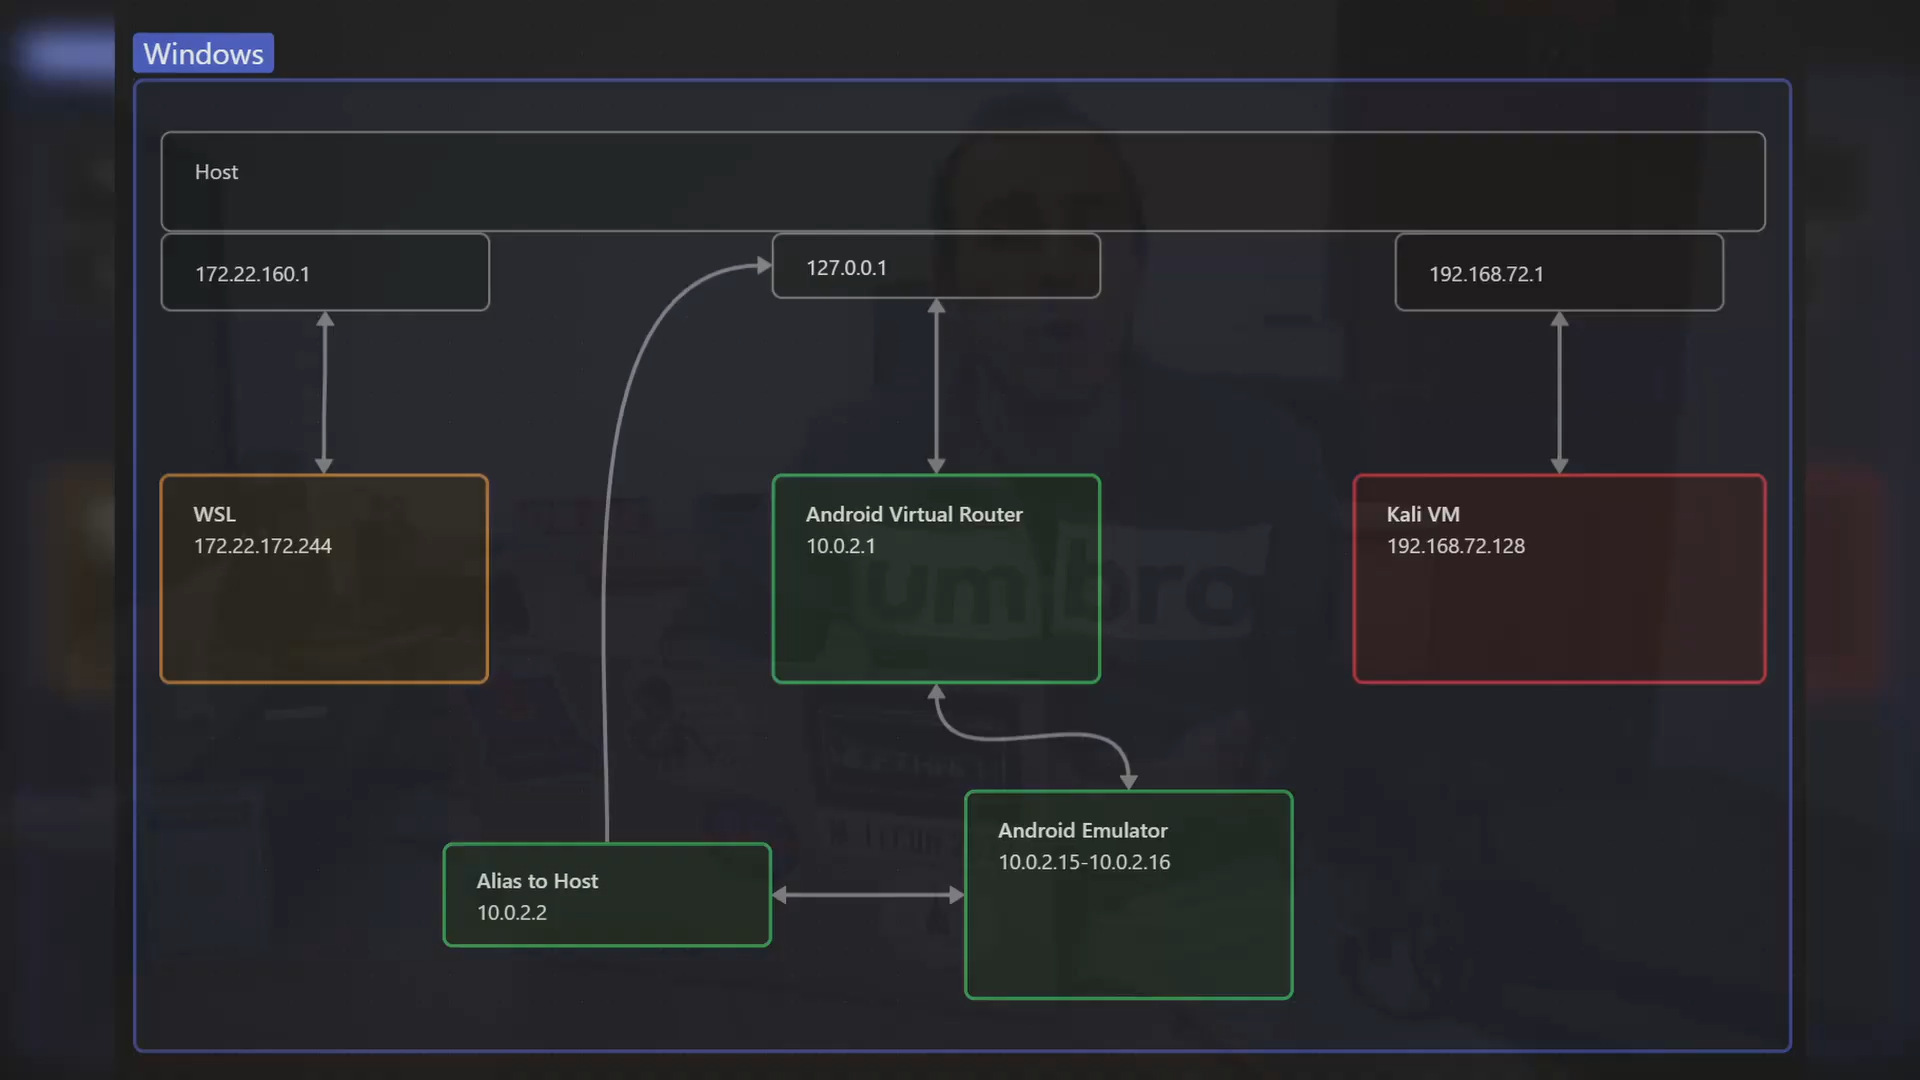 Windows
Host
172.22.160.1
127.0.0.1
192.168.72.1
WSL
172.22.172.244
Android Virtual Router
10.0.2.1
Kali VM
192.168.72.128
umbro
Android Emulator
10.0.2.15-10.0.2.16
Alias to Host
10.0.2.2